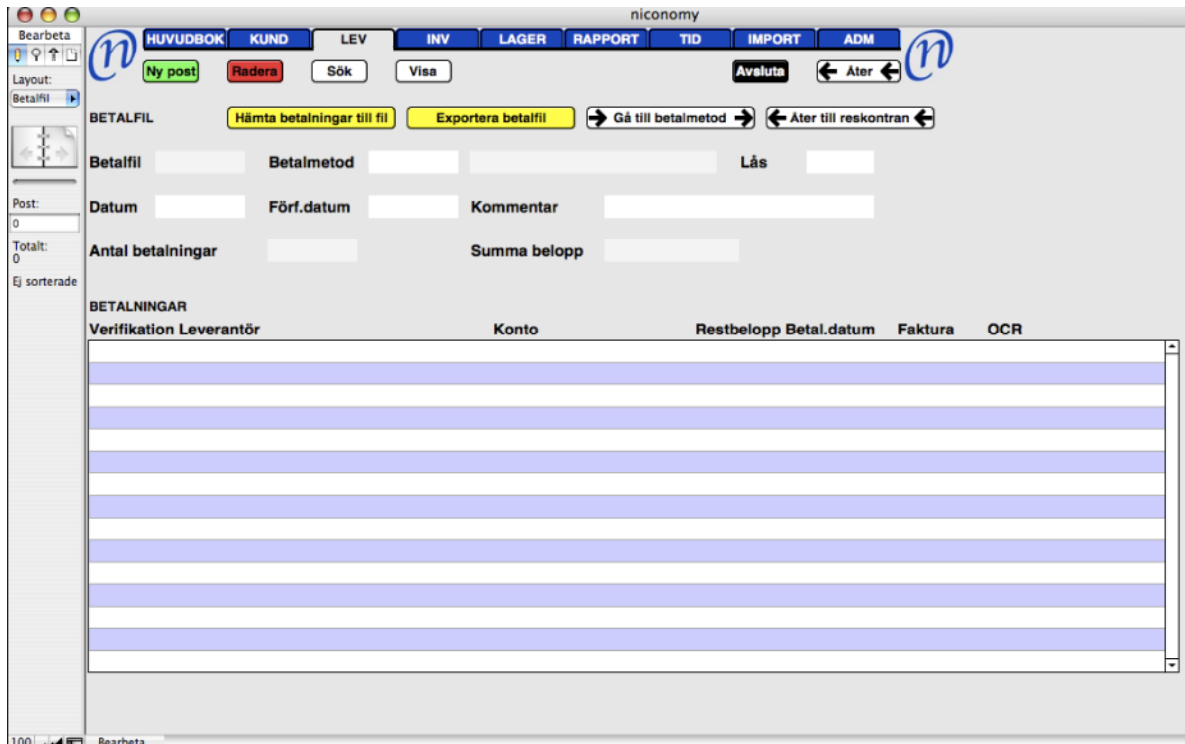 niconomy
Bearbeta
HUVUDBOK KUND LEV INV LAGER RAPPORT TID IMPORT ADM
n n
Layout:
Ny post Radera Sök Visa Avsluta Åter
Betalfil
BETALFIL Hämta betalningar till fil Exportera betalfil Gå till betalmetod Åter till reskontran
Betalfil Betalmetod Lås
Post:
Datum Förf.datum Kommentar
0
Totalt:
0
Antal betalningar Summa belopp
Ej sorterade
BETALNINGAR
Verifikation Leverantör Konto Restbelopp Betal.datum Faktura OCR
100 Bearbeta